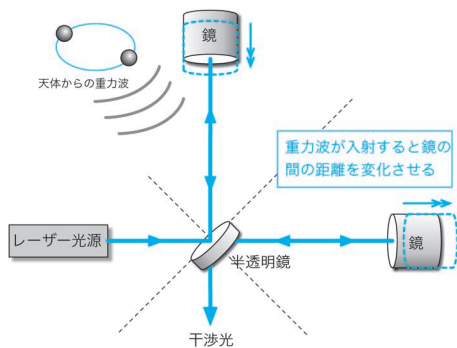 鏡
天体からの重力波
重力波が入射すると鏡の
間の距離を変化させる
レーザー光源
鏡
半透明鏡
干渉光